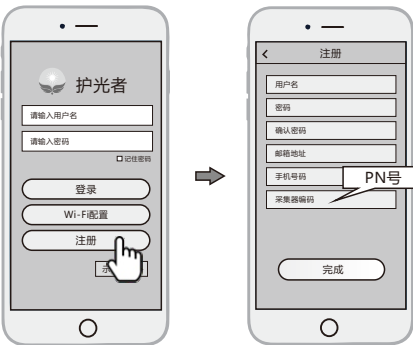 护光者
请输入用户名
请输入密码
记住密码
登录
Wi-Fi配置
注册
注册
用户名
密码
确认密码
邮箱地址
手机号码
PN号
采集器编码
完成